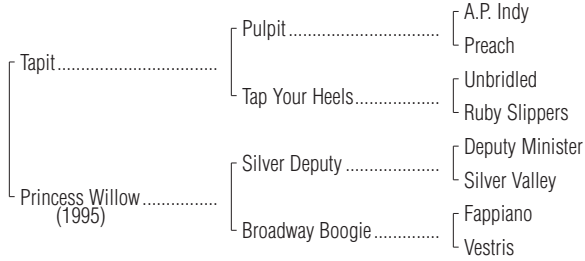 A.P. Indy
Pulpit..................................
Preach
Tapit...................................
Unbridled
Tap Your Heels...................
Ruby Slippers
Deputy Minister
Silver Deputy .....................
Silver Valley
Princess Willow................
(1995)
Fappiano
Broadway Boogie..............
Vestris